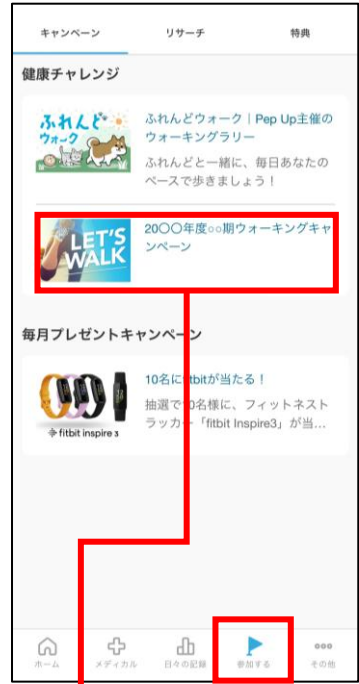 キャンペーン
リサーチ
特典
健康チャレンジ
ふれんど
ウォーク
ふれんどウォーク｜Pep Up主催の
ウォーキングラリー
ふれんどと一緒に、毎日あなたの
ペースで歩きましょう！
LET'S
WALK
20〇〇年度○○期ウォーキングキャ
ンペーン
毎月プレゼントキャンペーン
fitbit inspire 3
10名にfitbitが当たる！
抽選で10名様に、フィットネスト
ラッカー「fitbit Inspire3」が当…
ホーム
メディカル
日々の記録
参加する
その他